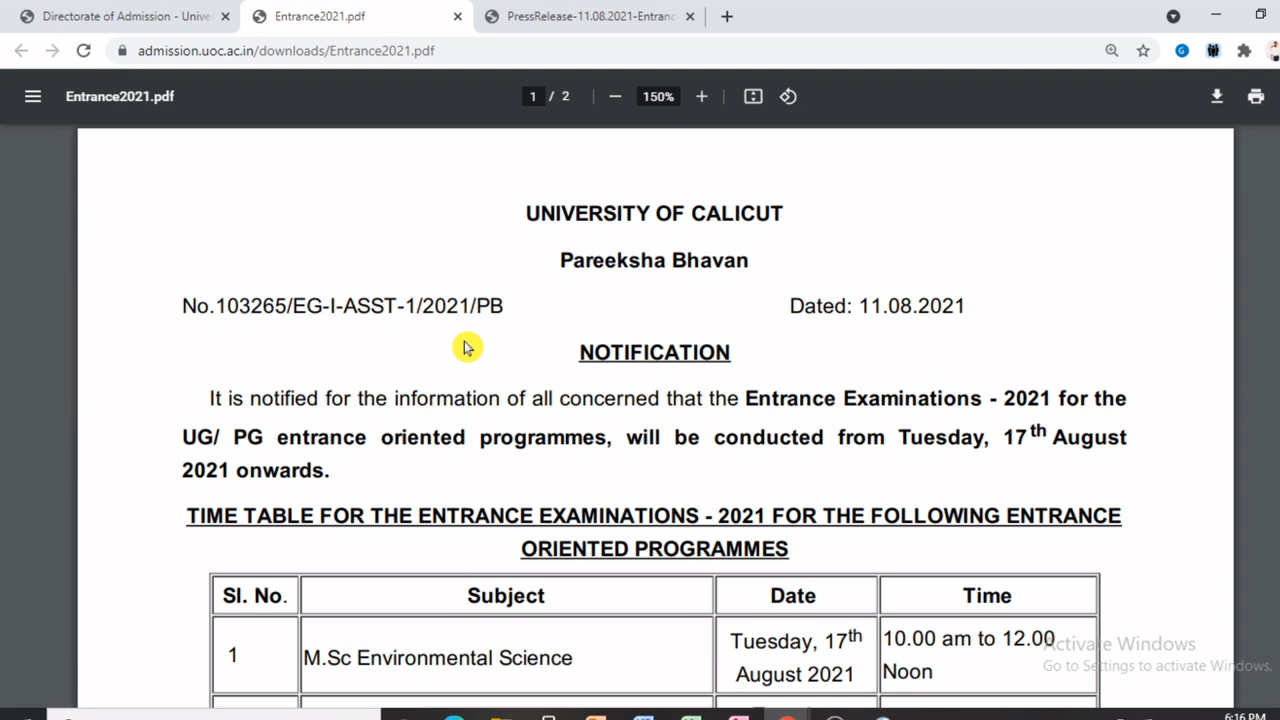 Directorate of Admission - Unive
Entrance2021.pdf
PressRelease-11.08.2021-Entranc
admission.uoc.ac.in/downloads/Entrance2021.pdf
Entrance2021.pdf
1 / 2
150%
UNIVERSITY OF CALICUT
Pareeksha Bhavan
No.103265/EG-I-ASST-1/2021/PB Dated: 11.08.2021
NOTIFICATION
It is notified for the information of all concerned that the Entrance Examinations - 2021 for the
UG/ PG entrance oriented programmes, will be conducted from Tuesday, 17th August
2021 onwards.
TIME TABLE FOR THE ENTRANCE EXAMINATIONS - 2021 FOR THE FOLLOWING ENTRANCE
ORIENTED PROGRAMMES
Sl. No. Subject Date Time
1 M.Sc Environmental Science Tuesday, 17th August 2021 10.00 am to 12.00 Noon
Activate Windows
Go to Settings to activate Windows.
6:16 PM